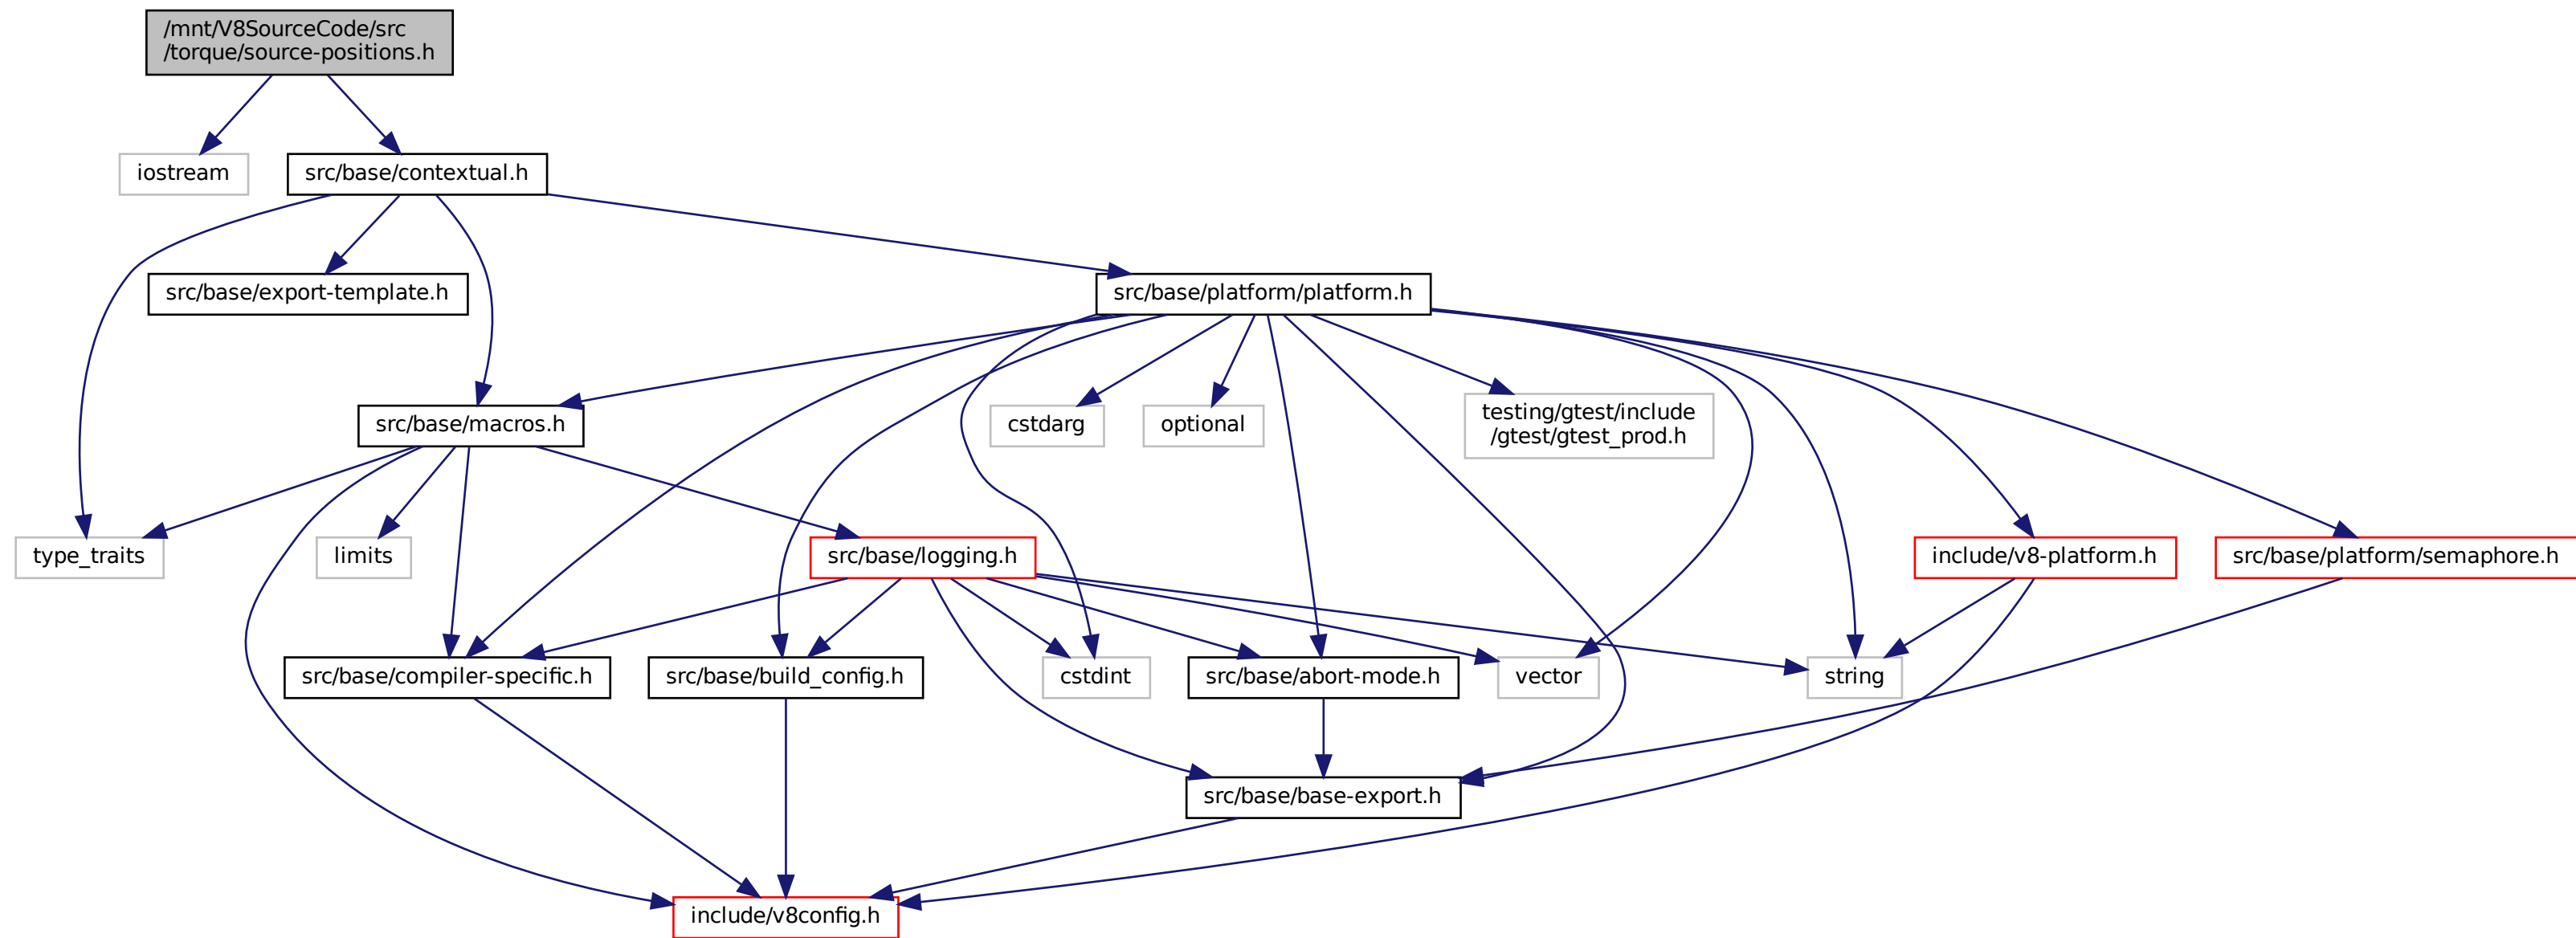 /mnt/V8SourceCode/src
/torque/source-positions.h
iostream
src/base/contextual.h
src/base/export-template.h
src/base/platform/platform.h
src/base/macros.h
cstdarg
optional
testing/gtest/include
/gtest/gtest_prod.h
type_traits
limits
src/base/logging.h
include/v8-platform.h
src/base/platform/semaphore.h
src/base/compiler-specific.h
src/base/build_config.h
cstdint
src/base/abort-mode.h
vector
string
src/base/base-export.h
include/v8config.h